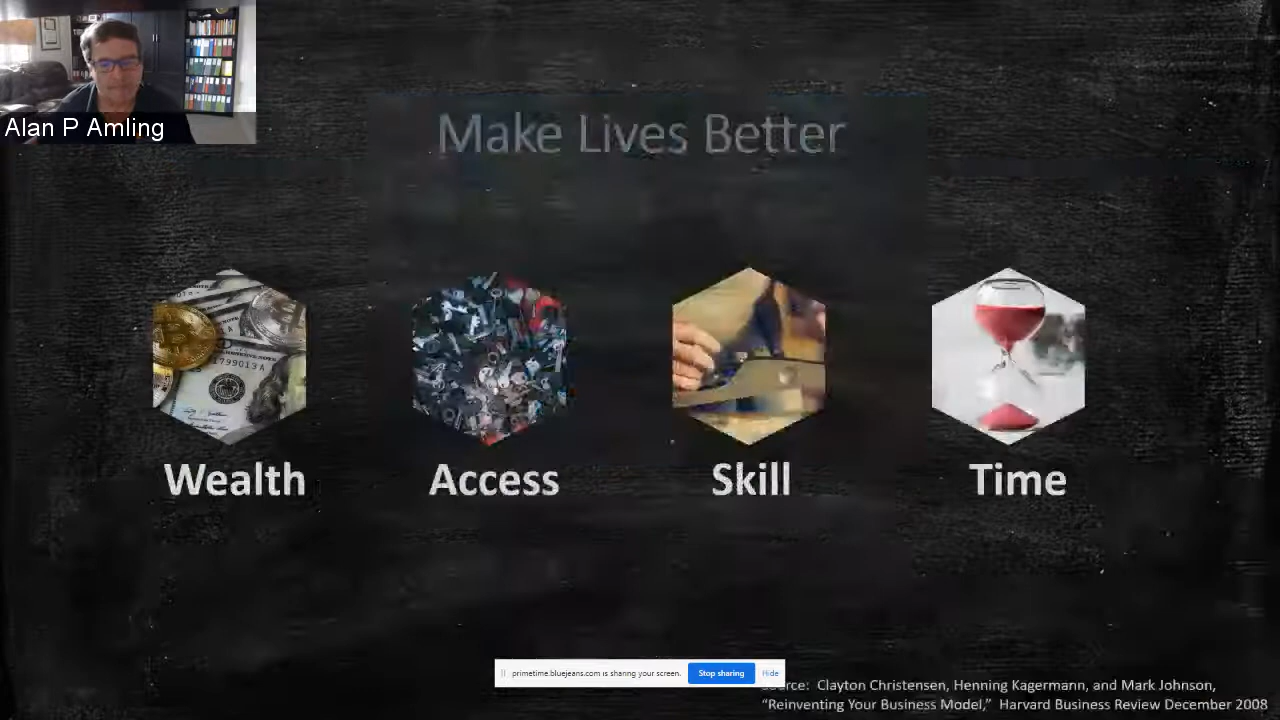 Alan P Amling
Make Lives Better
1799013A
Wealth
Access
Skill
Time
primetime.bluejeans.com is sharing your screen.
Stop sharing
Hide
Clayton Christensen, Henning Kagermann, and Mark Johnson,
“Reinventing Your Business Model,” Harvard Business Review December 2008